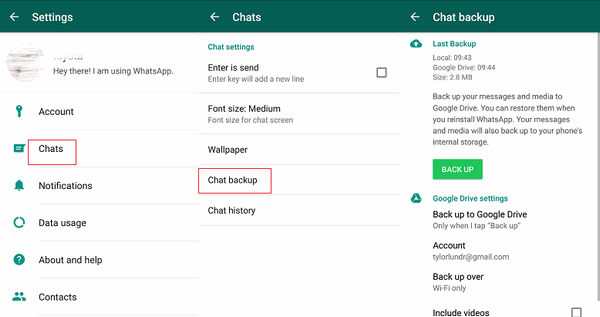 Settings
Hey there! I am using WhatsApp.
Account
Chats
Notifications
Data usage
About and help
Contacts
Chats
Chat settings
Enter is send
Enter key will add a new line
Font size: Medium
Font size for chat screen
Wallpaper
Chat backup
Chat history
Chat backup
Last Backup
Local: 09:43
Google Drive: 09:44
Size: 2.8 MB
Back up your messages and media to
Google Drive. You can restore them when
you reinstall WhatsApp. Your messages
and media will also back up to your phone's
internal storage.
BACK UP
Google Drive settings
Back up to Google Drive
Only when I tap "Back up"
Account
tylorlundr@gmail.com
Back up over
Wi-Fi only
Include videos